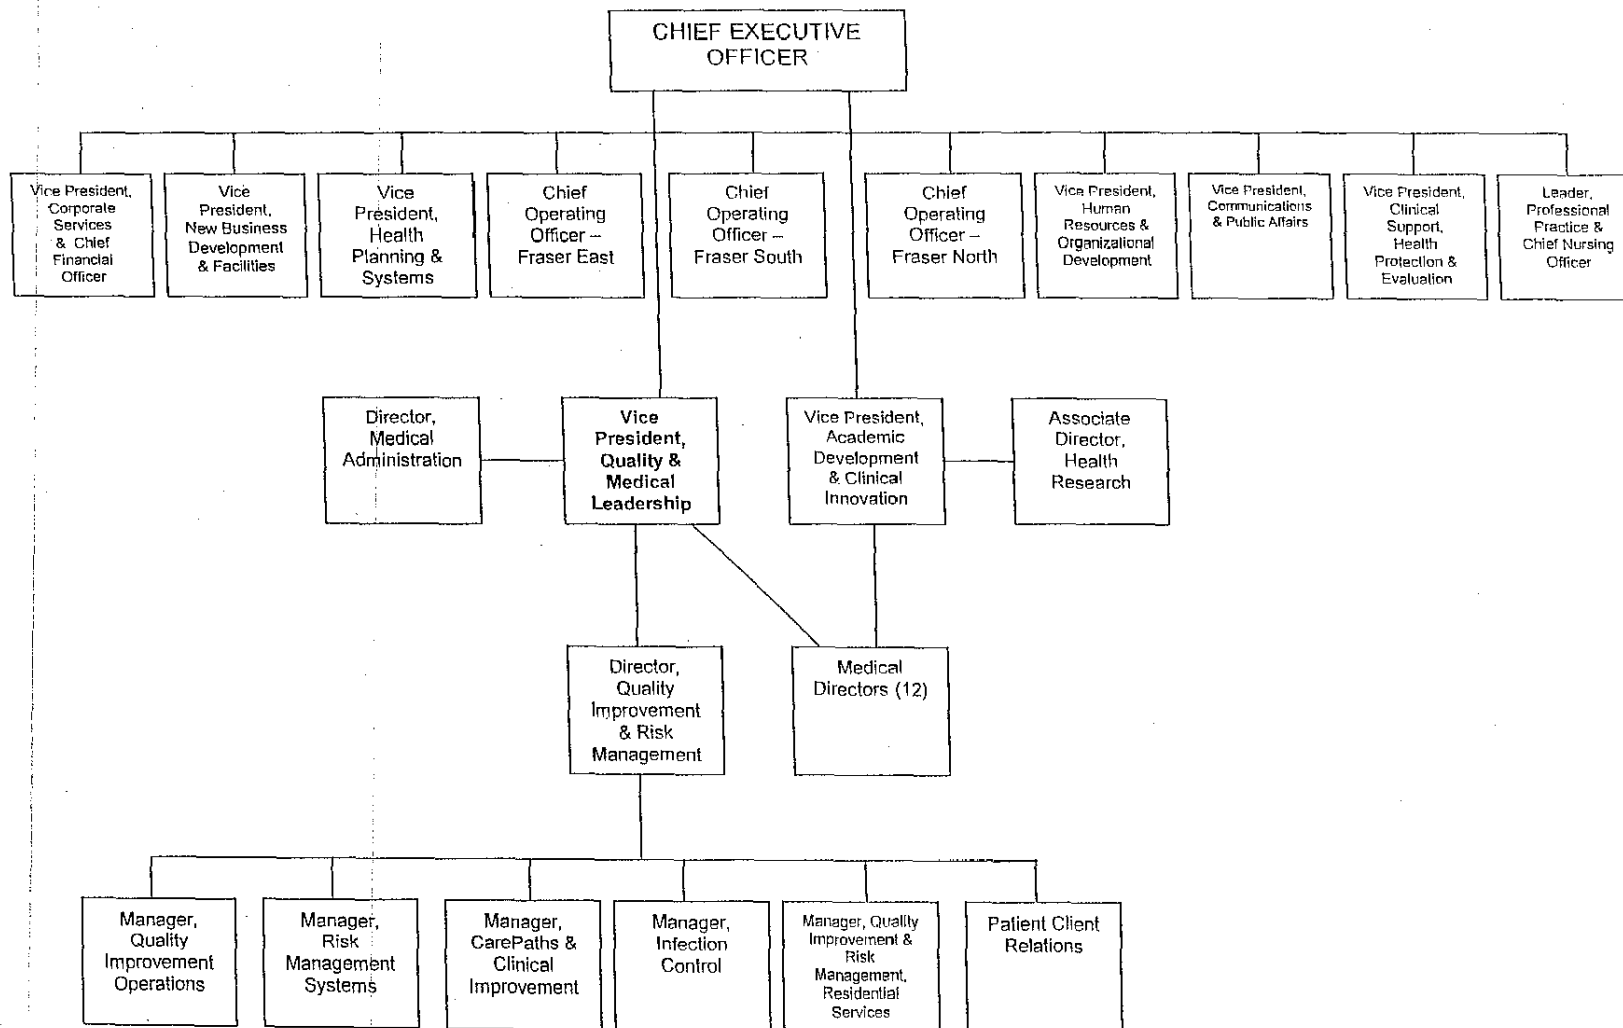 CHIEF EXECUTIVE
OFFICER
Vice President,
Corporate
Services
& Chief
Financial
Officer
Vice
President,
New Business
Development
& Facilities
Vice
President,
Health
Planning &
Systems
Chief
Operating
Officer –
Fraser East
Chief
Operating
Officer –
Fraser South
Chief
Operating
Officer –
Fraser North
Vice President,
Human
Resources &
Organizational
Development
Vice President,
Communications
& Public Affairs
Vice President,
Clinical
Support,
Health
Protection &
Evaluation
Leader,
Professional
Practice &
Chief Nursing
Officer
Director,
Medical
Administration
Vice
President,
Quality &
Medical
Leadership
Vice President,
Academic
Development
& Clinical
Innovation
Associate
Director,
Health
Research
Director,
Quality
Improvement
& Risk
Management
Medical
Directors (12)
Manager,
Quality
Improvement
Operations
Manager,
Risk
Management
Systems
Manager,
CarePaths &
Clinical
Improvement
Manager,
Infection
Control
Manager, Quality
Improvement &
Risk
Management,
Residential
Services
Patient Client
Relations